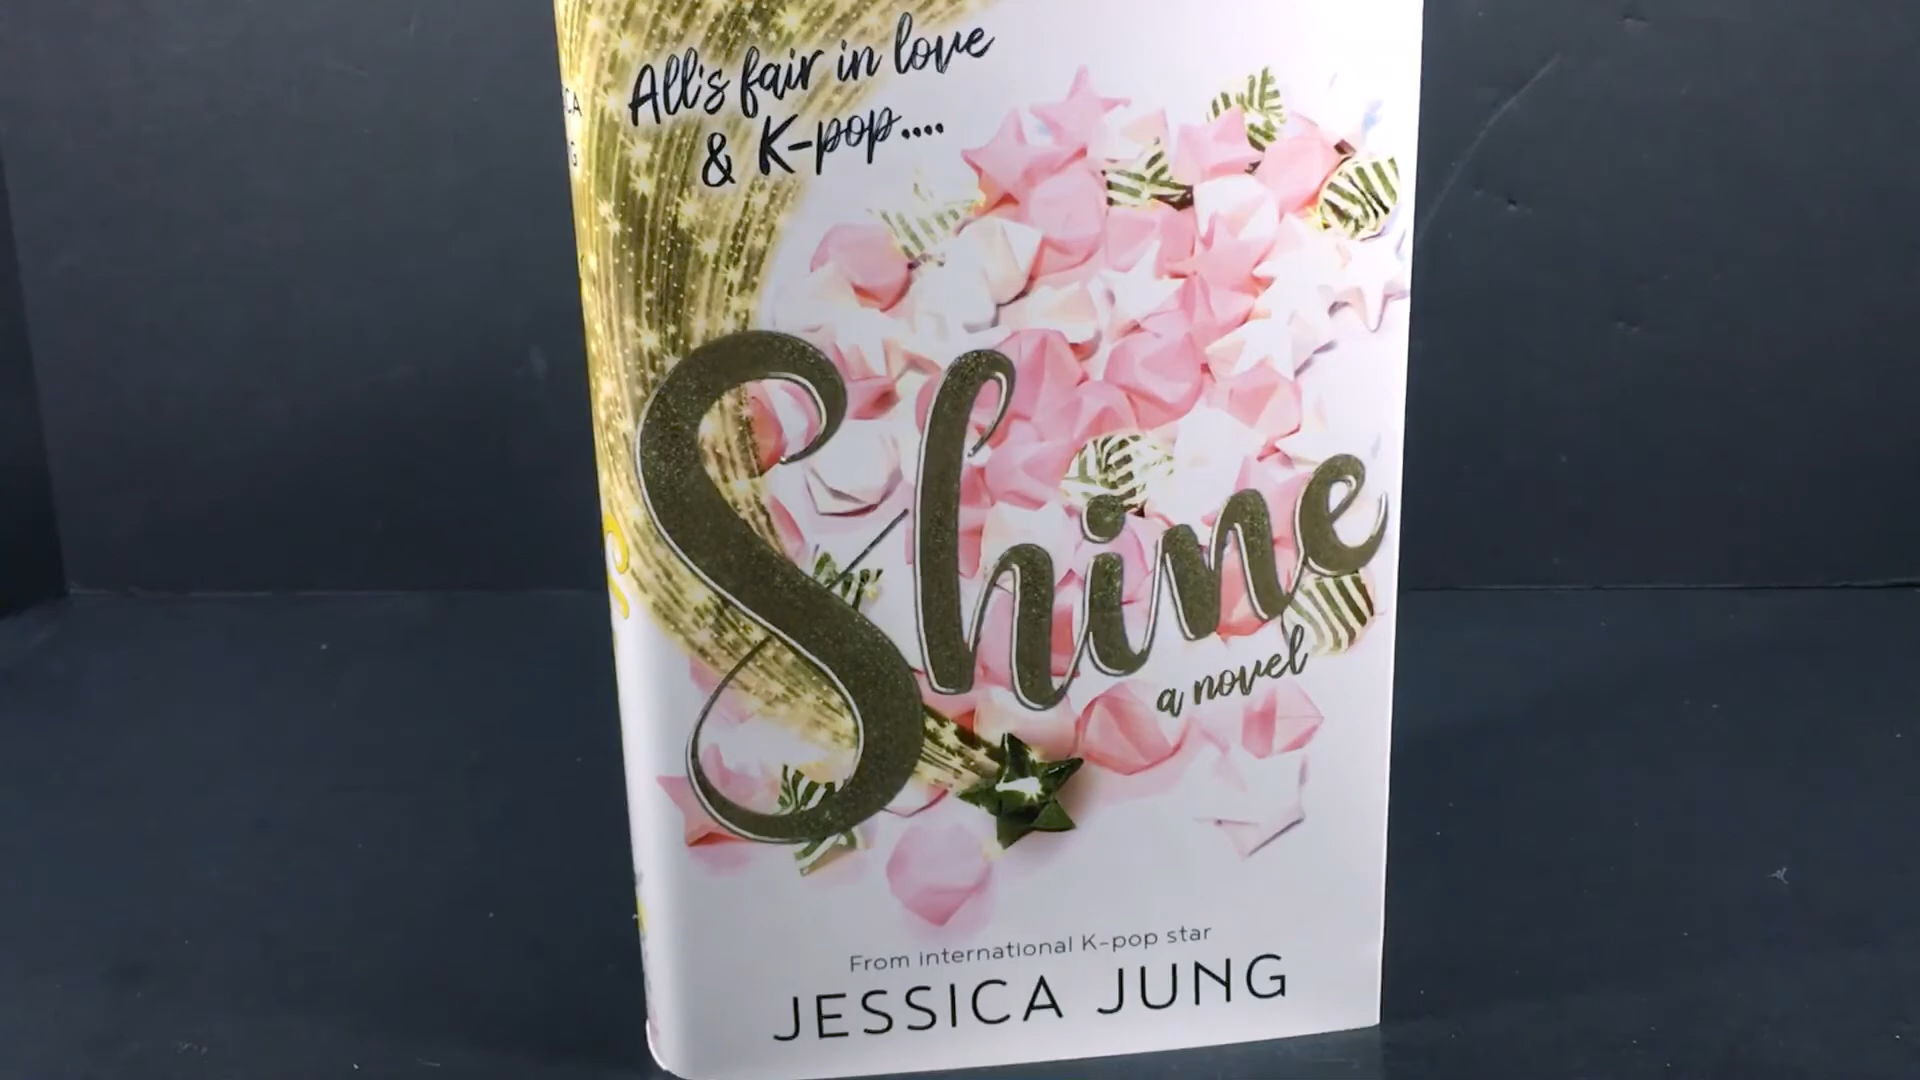 All's fair in love
& K-pop....
Shine
a novel
From international K-pop star
JESSICA JUNG